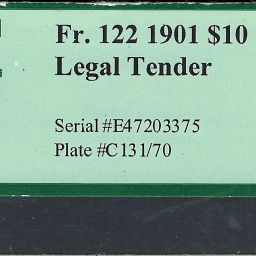 Fr. 122 1901 $10
Legal Tender
Serial #E47203375
Plate #C131/70